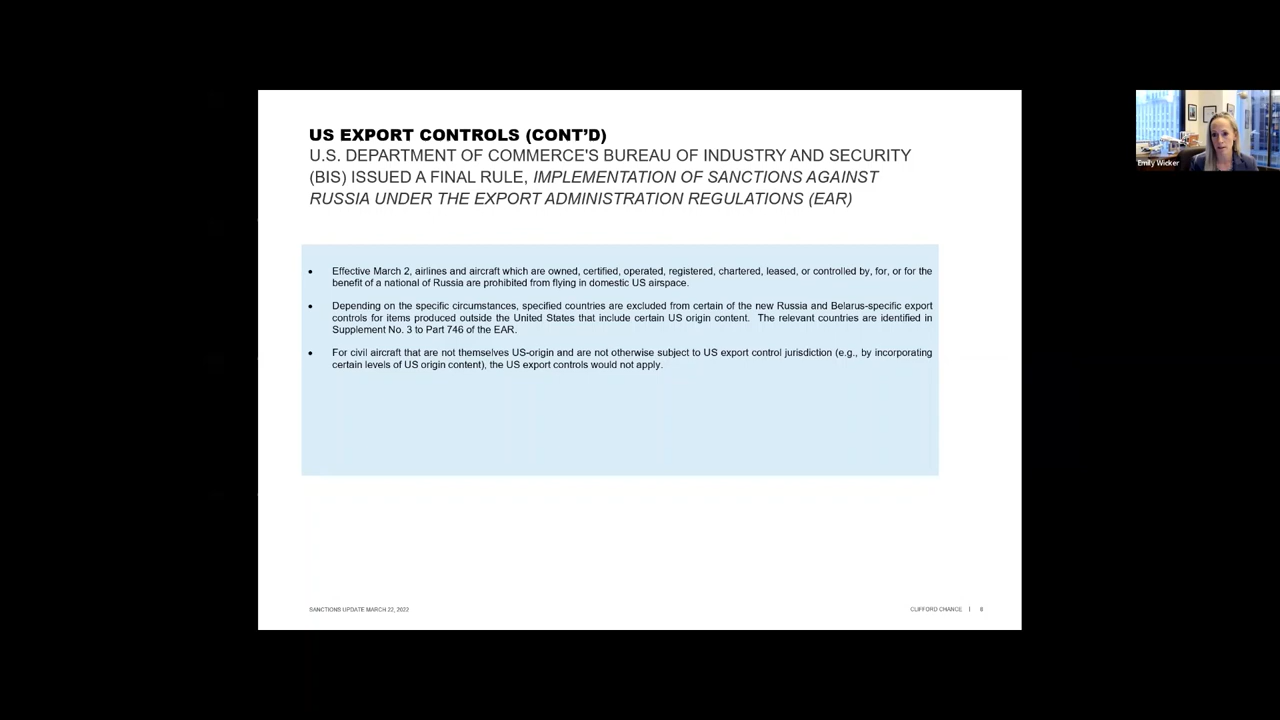 US EXPORT CONTROLS (CONT'D)
U.S. DEPARTMENT OF COMMERCE'S BUREAU OF INDUSTRY AND SECURITY
(BIS) ISSUED A FINAL RULE, IMPLEMENTATION OF SANCTIONS AGAINST
RUSSIA UNDER THE EXPORT ADMINISTRATION REGULATIONS (EAR)
Emily Wicker
• Effective March 2, airlines and aircraft which are owned, certified, operated, registered, chartered, leased, or controlled by, for, or for the
benefit of a national of Russia are prohibited from flying in domestic US airspace.
• Depending on the specific circumstances, specified countries are excluded from certain of the new Russia and Belarus-specific export
controls for items produced outside the United States that include certain US origin content. The relevant countries are identified in
Supplement No. 3 to Part 746 of the EAR.
• For civil aircraft that are not themselves US-origin and are not otherwise subject to US export control jurisdiction (e.g., by incorporating
certain levels of US origin content), the US export controls would not apply.
SANCTIONS UPDATE MARCH 22, 2022
CLIFFORD CHANCE | 8